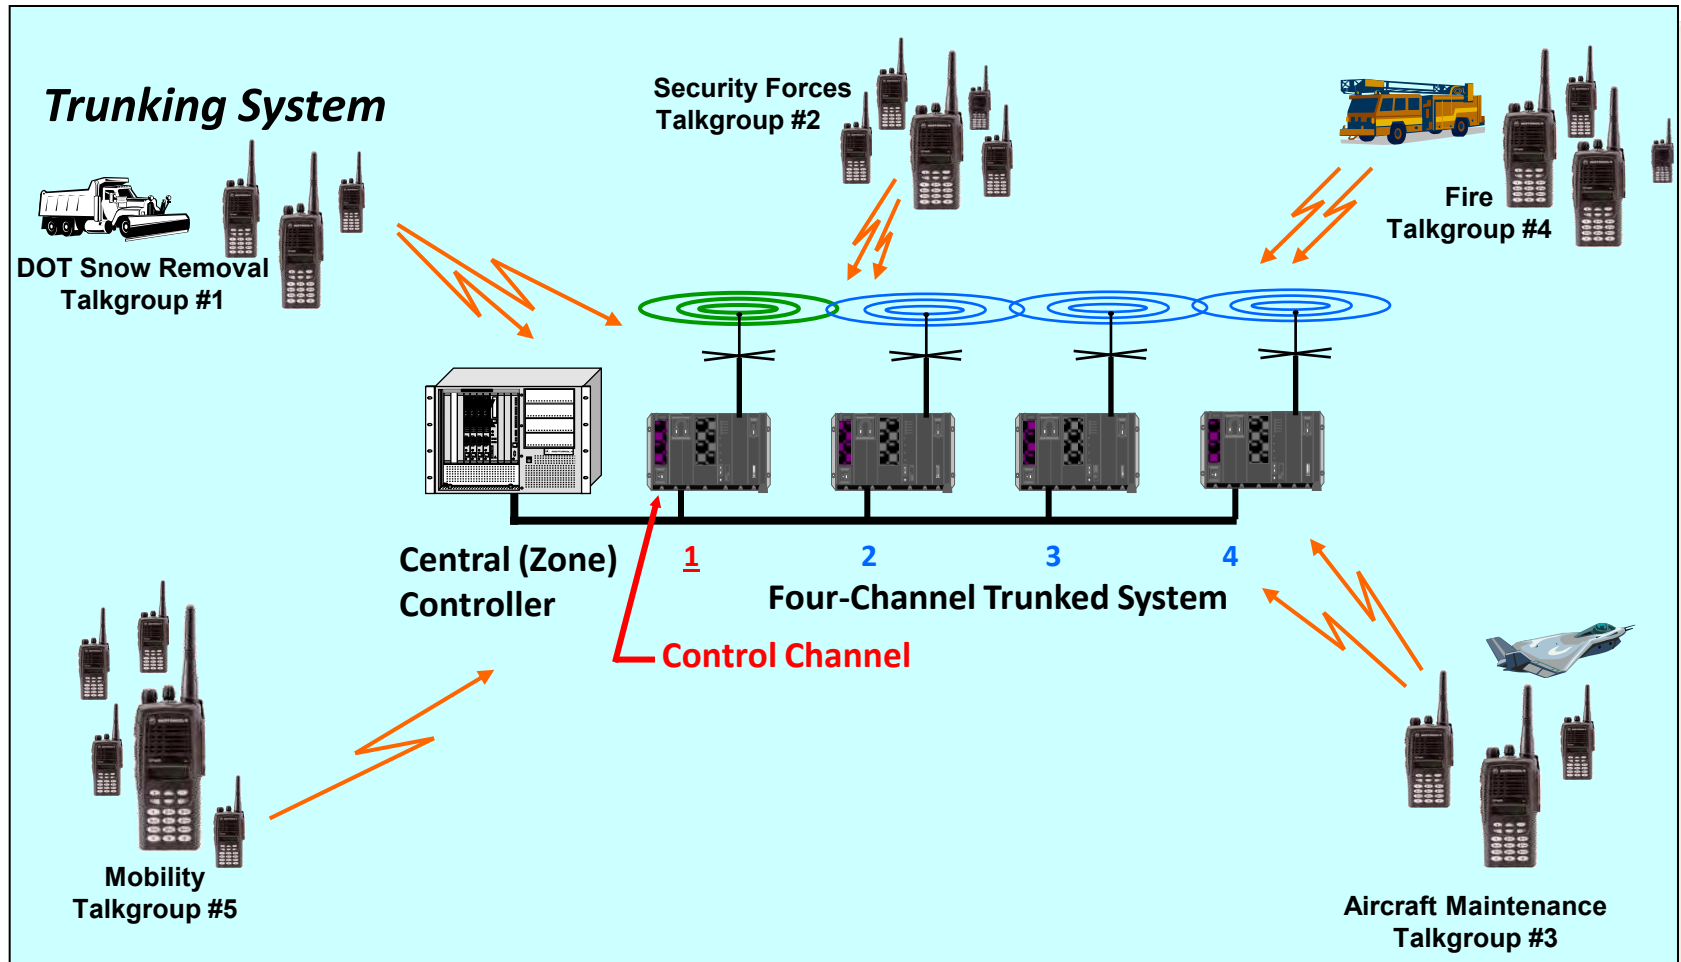 Trunking System
Security Forces
Talkgroup #2
Fire
Talkgroup #4
DOT Snow Removal
Talkgroup #1
Central (Zone)
Controller
1
2
3
4
Four-Channel Trunked System
Control Channel
Mobility
Talkgroup #5
Aircraft Maintenance
Talkgroup #3